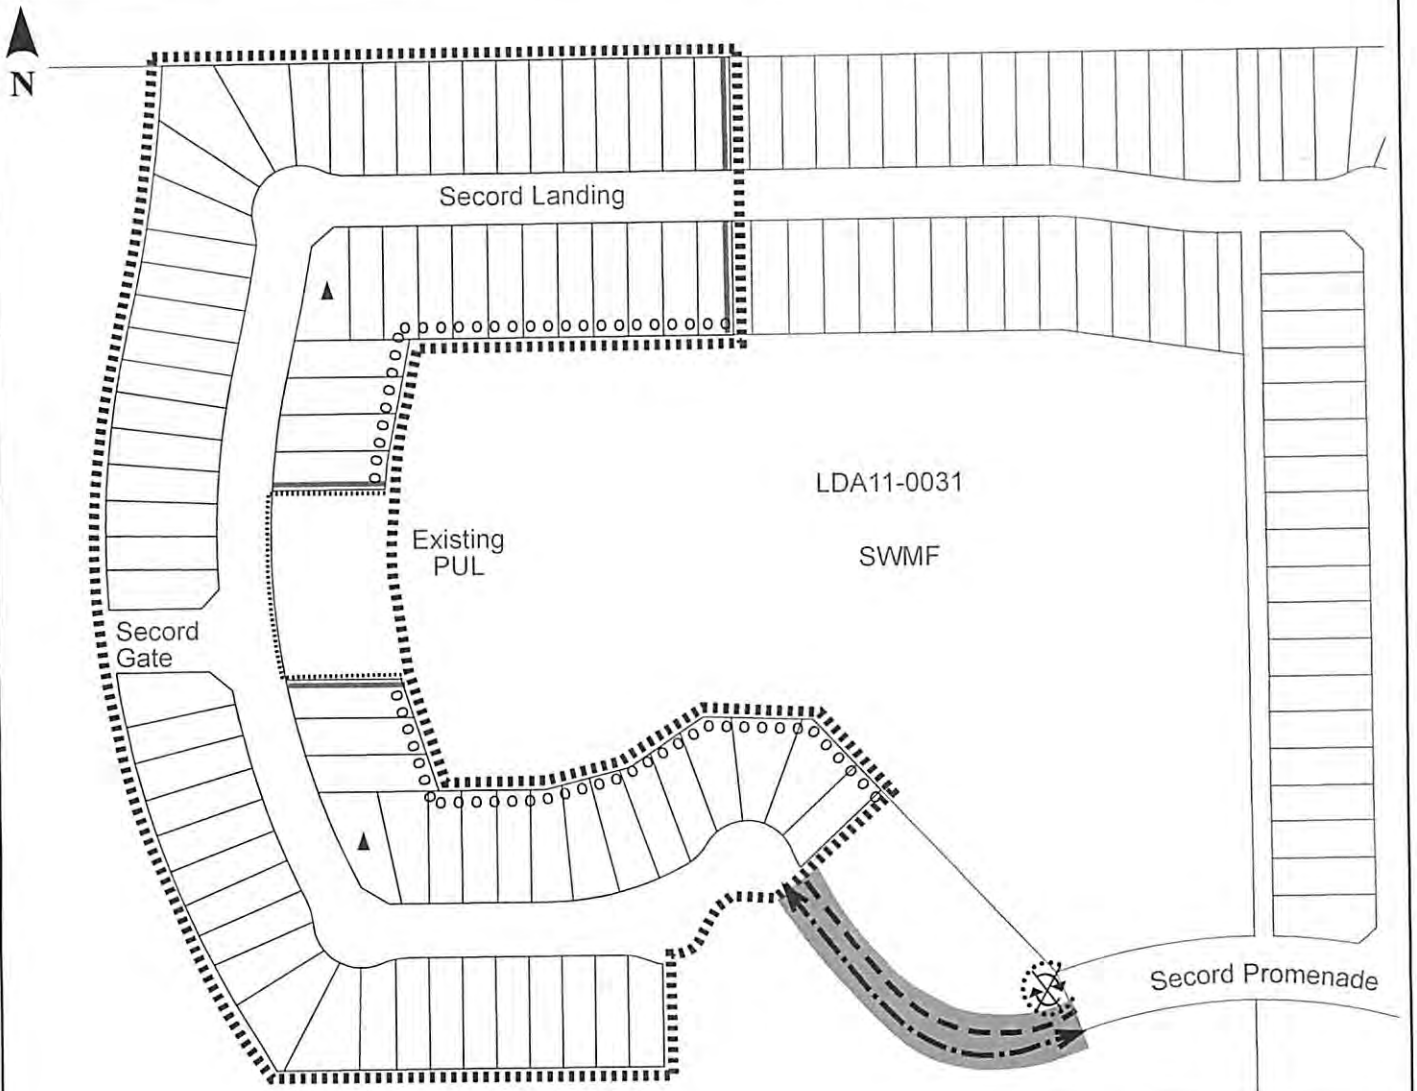 N
Secord Landing
LDA11-0031
SWMF
Existing
PUL
Secord
Gate
Secord Promenade